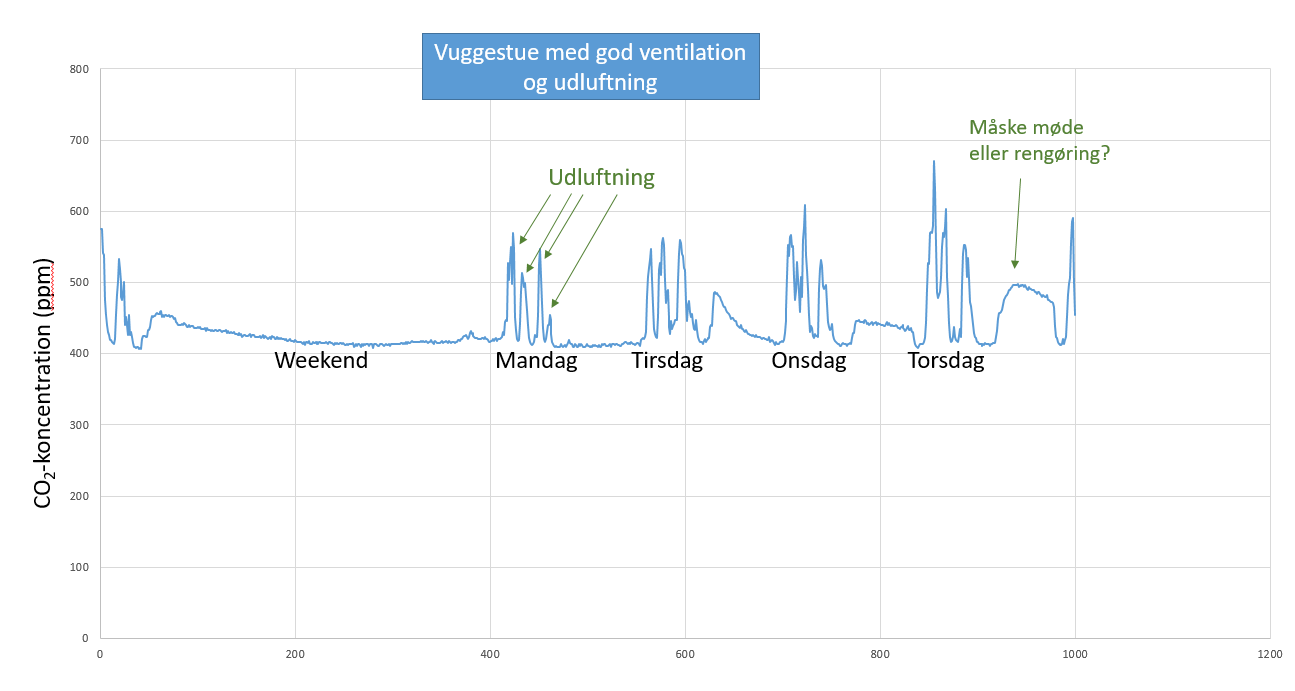 Vuggestue med god ventilation
og udluftning
800
700
600
500
400
300
200
100
0
CO₂-koncentration (ppm)
Udluftning
Måske møde
eller rengøring?
Weekend
Mandag
Tirsdag
Onsdag
Torsdag
0
200
400
600
800
1000
1200